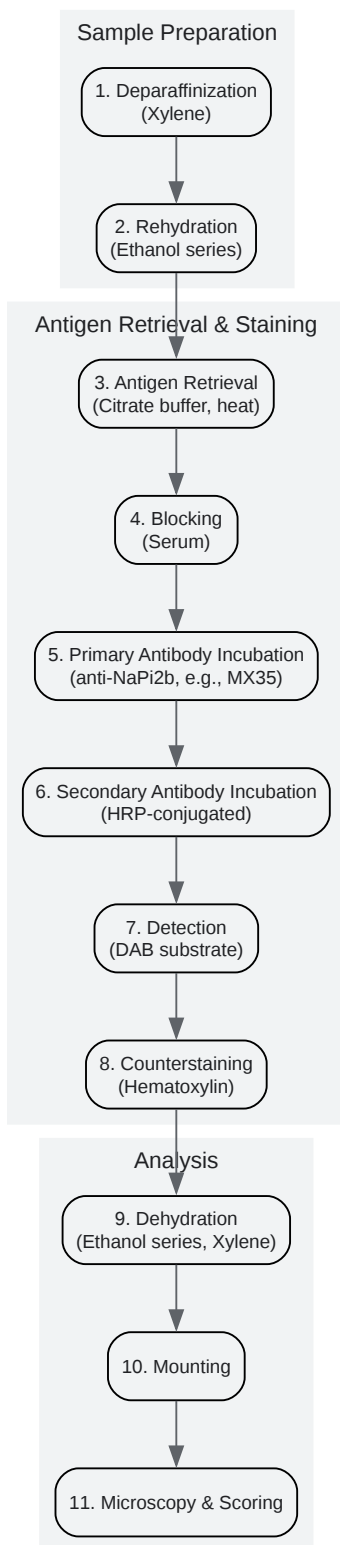 Sample Preparation
1. Deparaffinization
(Xylene)
2. Rehydration
(Ethanol series)
Antigen Retrieval & Staining
3. Antigen Retrieval
(Citrate buffer, heat)
4. Blocking
(Serum)
5. Primary Antibody Incubation
(anti-NaPi2b, e.g., MX35)
6. Secondary Antibody Incubation
(HRP-conjugated)
7. Detection
(DAB substrate)
8. Counterstaining
(Hematoxylin)
Analysis
9. Dehydration
(Ethanol series, Xylene)
10. Mounting
11. Microscopy & Scoring